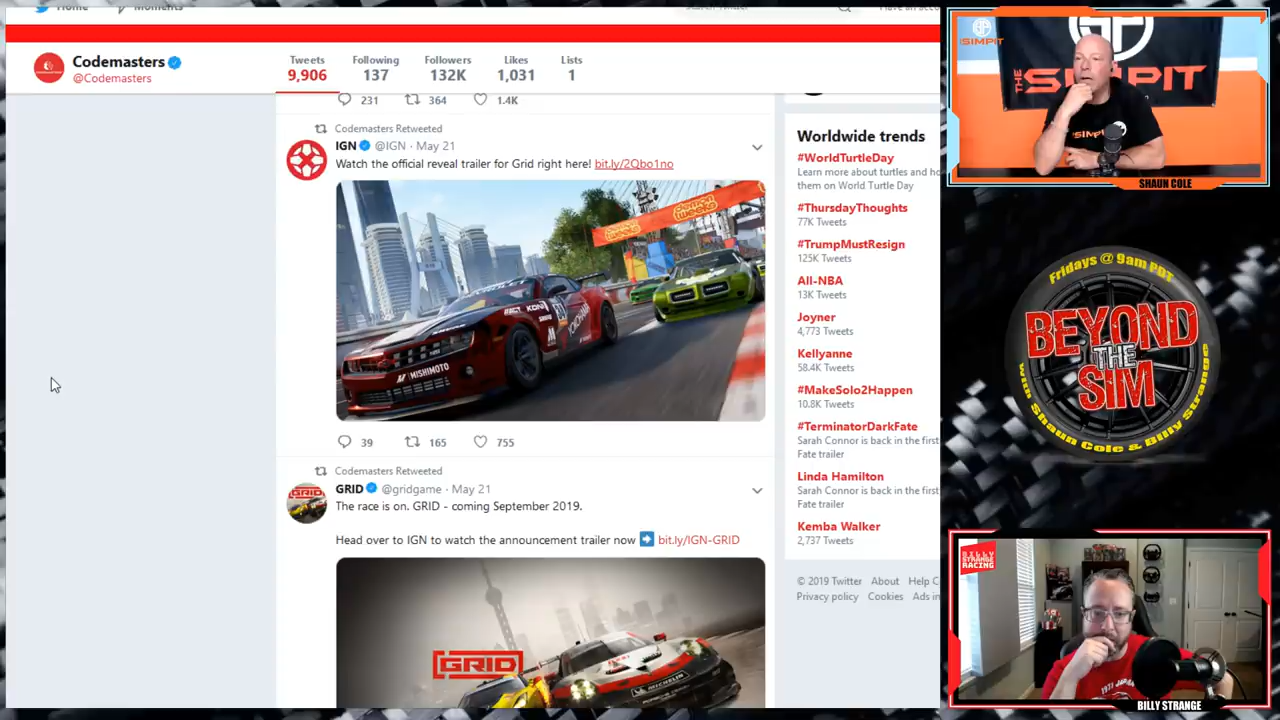 Home
Moments
Search Twitter
Codemasters
@Codemasters
Tweets
9,906
Following
137
Followers
132K
Likes
1,031
Lists
1
231
364
1.4K
Codemasters Retweeted
IGN @IGN · May 21
Watch the official reveal trailer for Grid right here! bit.ly/2Qbo1no
MISHIMOTO
39
165
755
Codemasters Retweeted
GRID @gridgame · May 21
The race is on. GRID - coming September 2019.
Head over to IGN to watch the announcement trailer now ➡ bit.ly/IGN-GRID
GRID
MICHELIN
Worldwide trends
#WorldTurtleDay
Learn more about turtles and ho
them on World Turtle Day
#ThursdayThoughts
77K Tweets
#TrumpMustResign
125K Tweets
All-NBA
13K Tweets
Joyner
4,773 Tweets
Kellyanne
58.4K Tweets
#MakeSolo2Happen
10.8K Tweets
#TerminatorDarkFate
Sarah Connor is back in the first
Fate trailer
Linda Hamilton
Sarah Connor is back in the first
Fate trailer
Kemba Walker
2,737 Tweets
© 2019 Twitter About Help C
Privacy policy Cookies Ads in
SIMPIT
THE SIMPIT
SHAUN COLE
Fridays @ 9am PDT
BEYOND
THE
SIM
With Shaun Cole & Billy Strange
BILLY
STRANGE
RACING
BILLY STRANGE